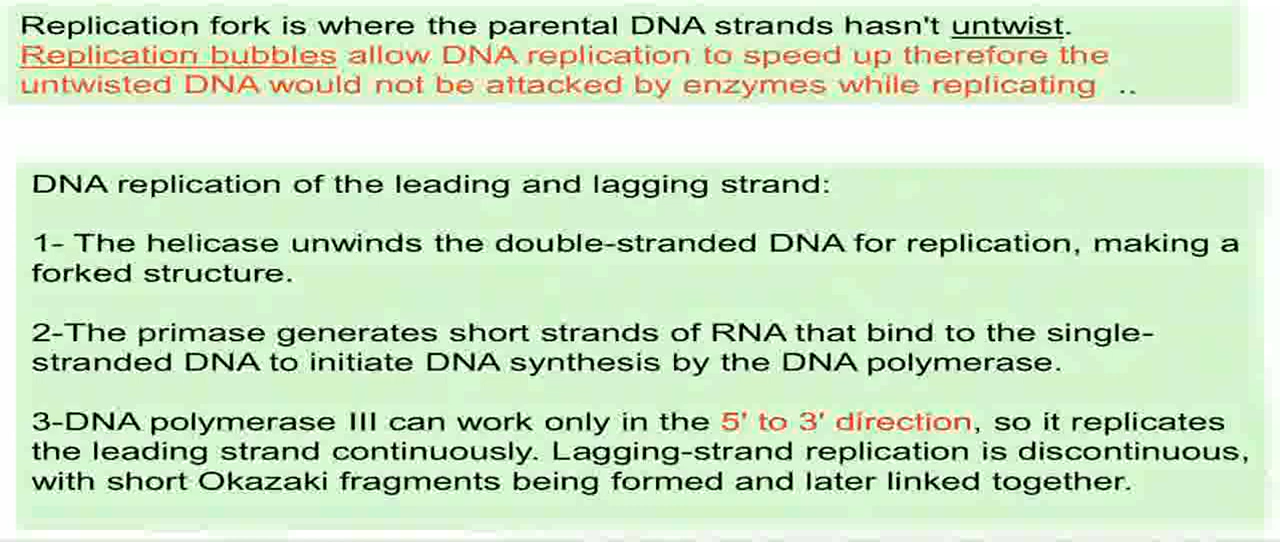 Replication fork is where the parental DNA strands hasn't untwist.
Replication bubbles allow DNA replication to speed up therefore the
untwisted DNA would not be attacked by enzymes while replicating ..
DNA replication of the leading and lagging strand:
1- The helicase unwinds the double-stranded DNA for replication, making a
forked structure.
2-The primase generates short strands of RNA that bind to the single-
stranded DNA to initiate DNA synthesis by the DNA polymerase.
3-DNA polymerase III can work only in the 5' to 3' direction, so it replicates
the leading strand continuously. Lagging-strand replication is discontinuous,
with short Okazaki fragments being formed and later linked together.